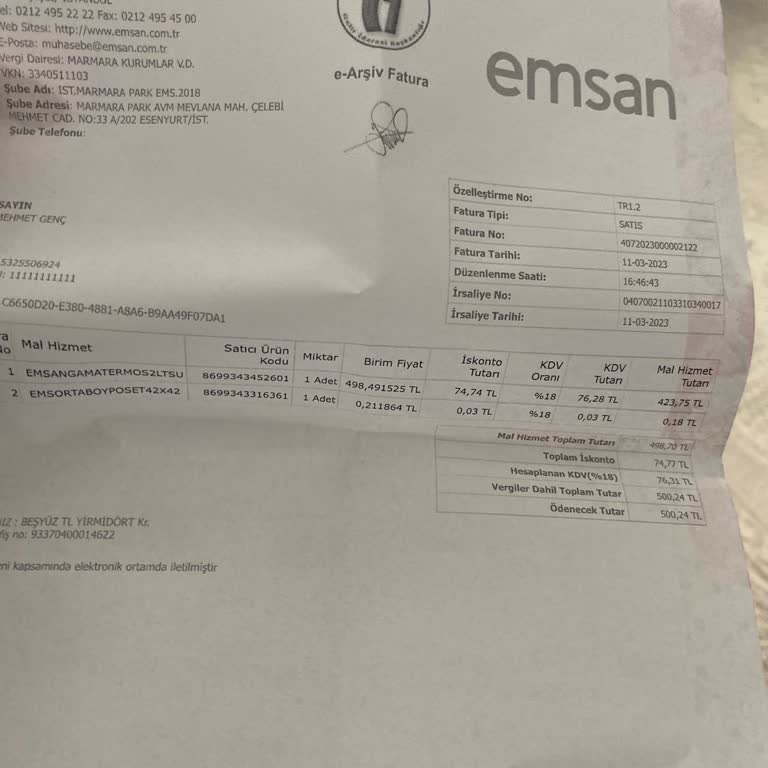 Tel: 0212 495 22 22 Fax: 0212 495 45 00
Web Sitesi: http://www.emsan.com.tr
E-Posta: muhasebe@emsan.com.tr
Vergi Dairesi: MARMARA KURUMLAR V.D.
VKN: 3340511103
Şube Adı: IST.MARMARA PARK EMS.2018
Şube Adresi: MARMARA PARK AVM MEVLANA MAH. ÇELEBİ
MEHMET CAD. NO:33 A/202 ESENYURT/İST.
Şube Telefonu:
Gelir İdaresi Başkanlığı
e-Arşiv Fatura
emsan
SAYIN
MEHMET GENÇ
5325506924
: 11111111111
C6650D20-E380-4881-A8A6-B9AA49F07DA1
Özelleştirme No: TR1.2
Fatura Tipi: SATIS
Fatura No: 4072023000002122
Fatura Tarihi: 11-03-2023
Düzenlenme Saati: 16:46:43
İrsaliye No: 04070021103310340017
İrsaliye Tarihi: 11-03-2023
No Mal Hizmet Satıcı Ürün Kodu Miktar Birim Fiyat İskonto Tutarı KDV Oranı KDV Tutarı Mal Hizmet Tutarı
1 EMSANGAMATERMOS2LTSU 8699343452601 1 Adet 498,491525 TL 74,74 TL %18 76,28 TL 423,75 TL
2 EMSORTABOYPOSET42X42 8699343316361 1 Adet 0,211864 TL 0,03 TL %18 0,03 TL 0,18 TL
Mal Hizmet Toplam Tutarı 498,70 TL
Toplam İskonto 74,77 TL
Hesaplanan KDV(%18) 76,31 TL
Vergiler Dahil Toplam Tutar 500,24 TL
Ödenecek Tutar 500,24 TL
: BEŞYÜZ TL YİRMİDÖRT Kr.
fiş no: 93370400014622
kapsamında elektronik ortamda iletilmiştir